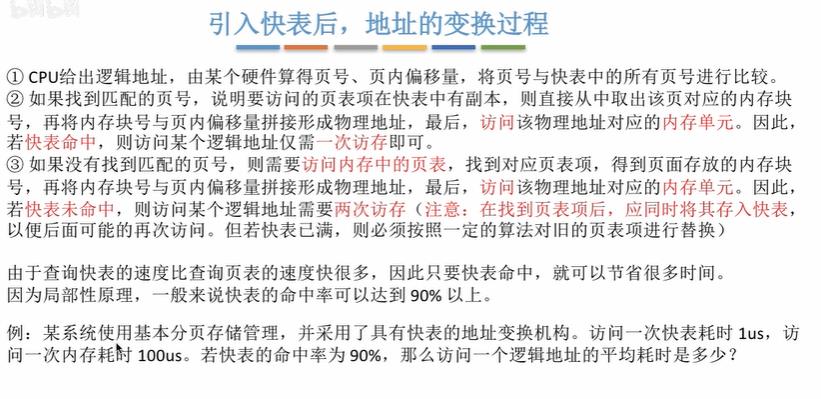 bilibili
引入快表后，地址的变换过程
① CPU给出逻辑地址，由某个硬件算得页号、页内偏移量，将页号与快表中的所有页号进行比较。
② 如果找到匹配的页号，说明要访问的页表项在快表中有副本，则直接从中取出该页对应的内存块
号，再将内存块号与页内偏移量拼接形成物理地址，最后，访问该物理地址对应的内存单元。因此，
若快表命中，则访问某个逻辑地址仅需一次访存即可。
③ 如果没有找到匹配的页号，则需要访问内存中的页表，找到对应页表项，得到页面存放的内存块
号，再将内存块号与页内偏移量拼接形成物理地址，最后，访问该物理地址对应的内存单元。因此，
若快表未命中，则访问某个逻辑地址需要两次访存（注意：在找到页表项后，应同时将其存入快表，
以便后面可能的再次访问。但若快表已满，则必须按照一定的算法对旧的页表项进行替换）
由于查询快表的速度比查询页表的速度快很多，因此只要快表命中，就可以节省很多时间。
因为局部性原理，一般来说快表的命中率可以达到 90% 以上。
例：某系统使用基本分页存储管理，并采用了具有快表的地址变换机构。访问一次快表耗时 1us，访
问一次内存耗时 100us。若快表的命中率为 90%，那么访问一个逻辑地址的平均耗时是多少？